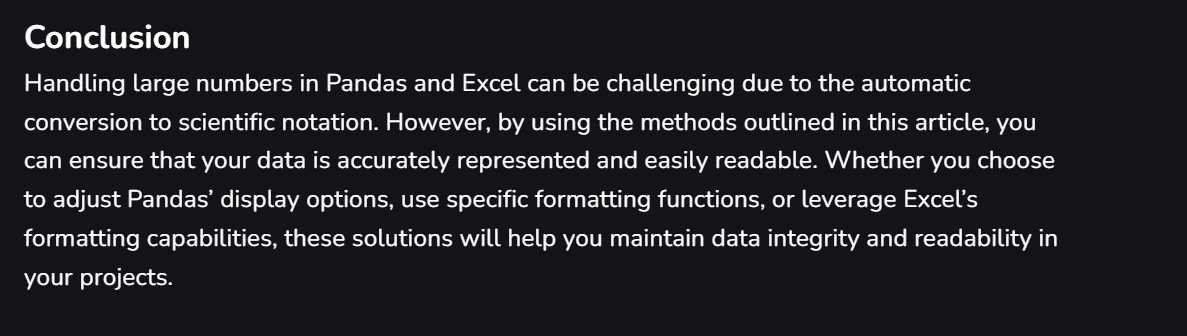 Conclusion
Handling large numbers in Pandas and Excel can be challenging due to the automatic
conversion to scientific notation. However, by using the methods outlined in this article, you
can ensure that your data is accurately represented and easily readable. Whether you choose
to adjust Pandas’ display options, use specific formatting functions, or leverage Excel’s
formatting capabilities, these solutions will help you maintain data integrity and readability in
your projects.